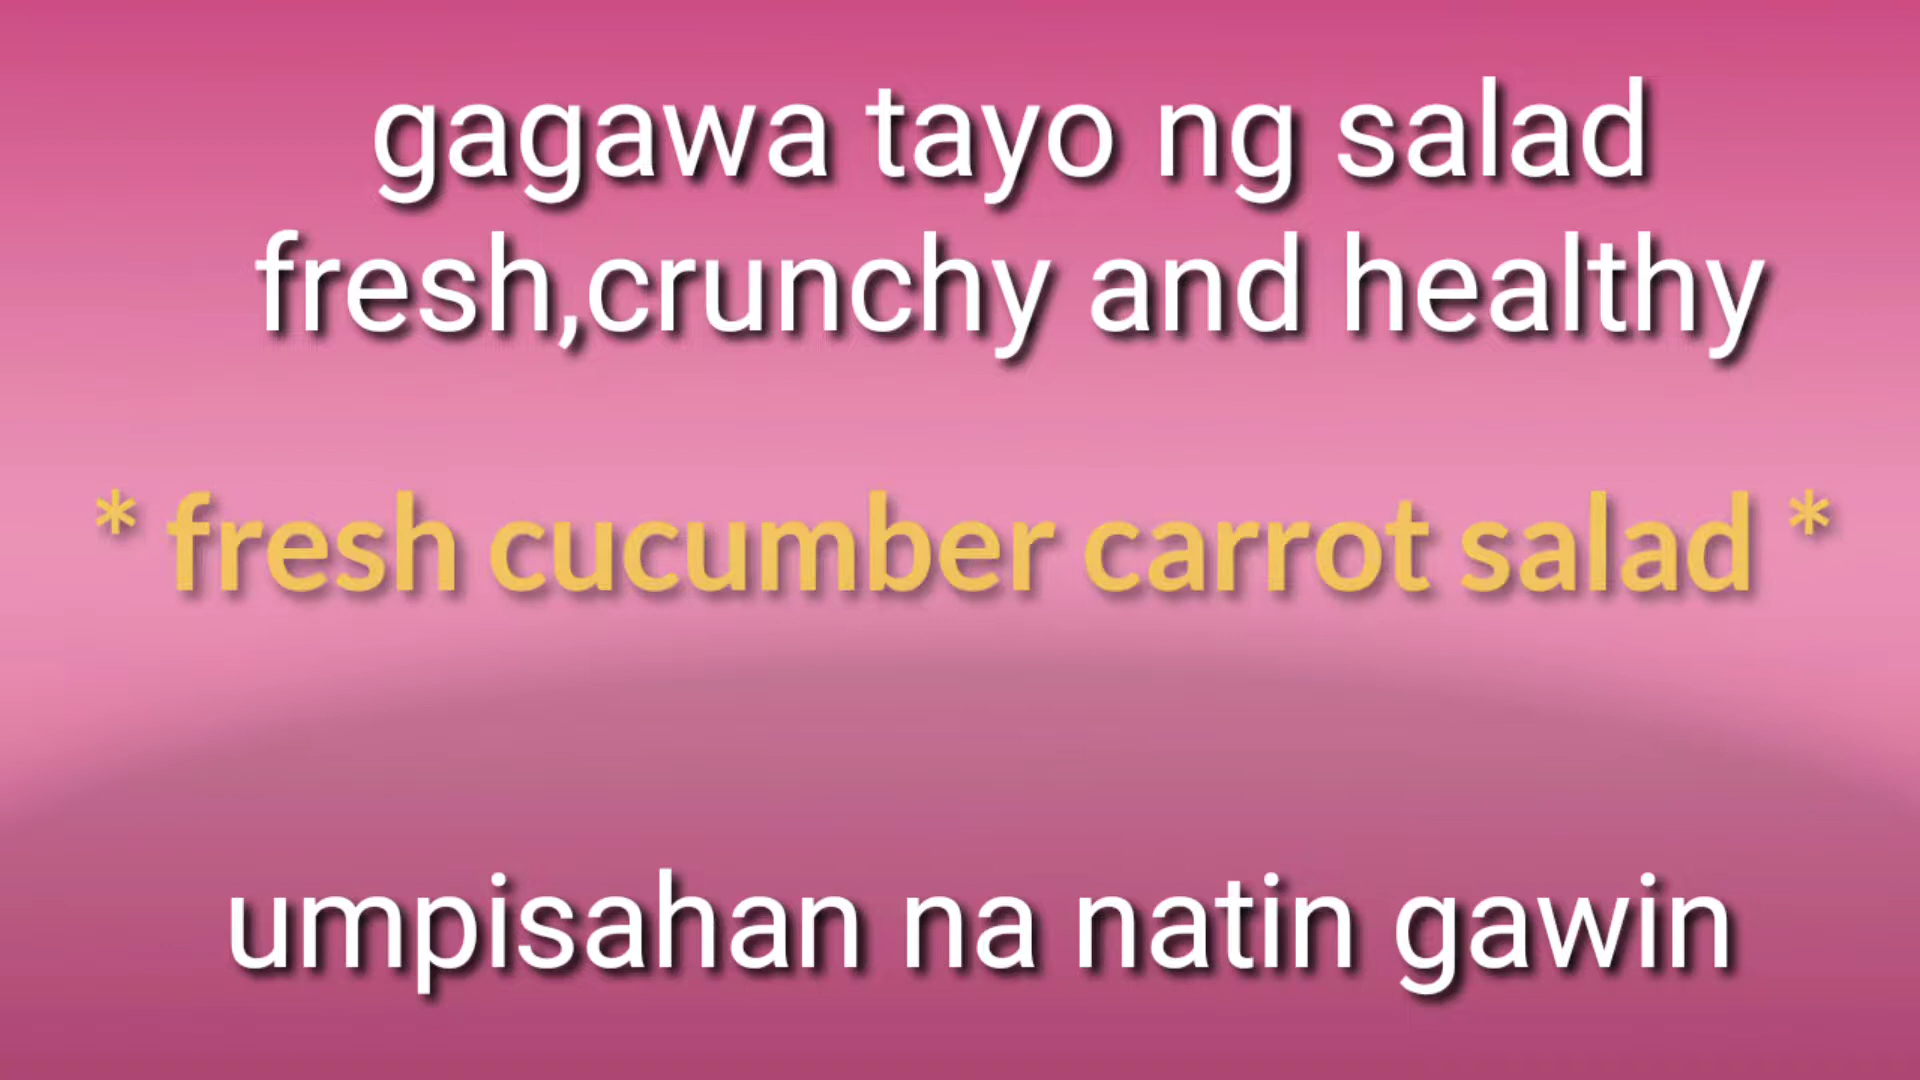 gagawa tayo ng salad
fresh,crunchy and healthy
* fresh cucumber carrot salad *
umpisahan na natin gawin